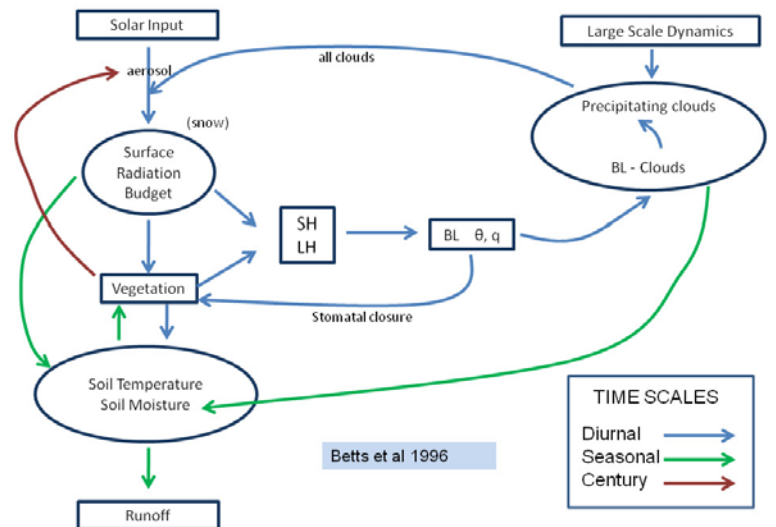 Solar Input
Large Scale Dynamics
all clouds
aerosol
Precipitating clouds
(snow)
Surface
Radiation
Budget
BL - Clouds
SH
LH
BL θ, q
Vegetation
Stomatal closure
Soil Temperature
Soil Moisture
TIME SCALES
Diurnal
Seasonal
Century
Betts et al 1996
Runoff